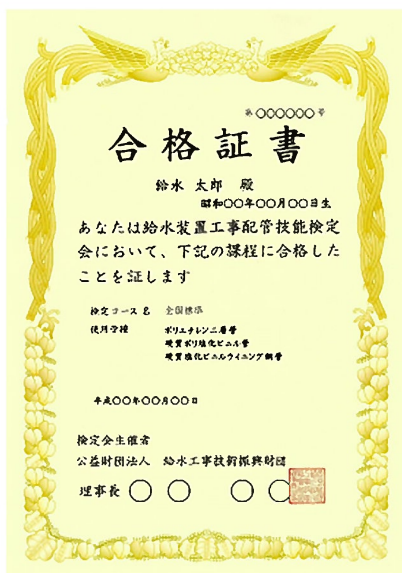 第 〇〇〇〇〇〇 号
合格証書
給水 太郎 殿
昭和〇〇年〇〇月〇〇日生
あなたは給水装置工事配管技能検定
会において、下記の課程に合格した
ことを証します
検定コース名 全国標準
使用管種 ポリエチレン二層管
硬質ポリ塩化ビニル管
硬質塩化ビニルライニング鋼管
平成〇〇年〇〇月〇〇日
検定会主催者
公益財団法人 給水工事技術振興財団
理事長 〇 〇 〇 〇